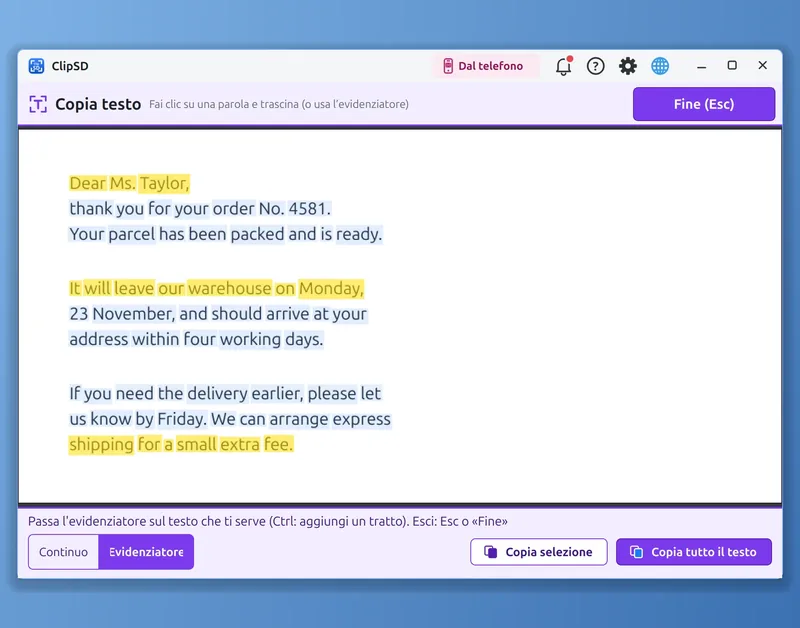 ClipSD
Dal telefono
Copia testo
Fai clic su una parola e trascina (o usa l'evidenziatore)
Fine (Esc)
Dear Ms. Taylor,
thank you for your order No. 4581.
Your parcel has been packed and is ready.
It will leave our warehouse on Monday,
23 November, and should arrive at your
address within four working days.
If you need the delivery earlier, please let
us know by Friday. We can arrange express
shipping for a small extra fee.
Passa l'evidenziatore sul testo che ti serve (Ctrl: aggiungi un tratto). Esci: Esc o «Fine»
Continuo
Evidenziatore
Copia selezione
Copia tutto il testo